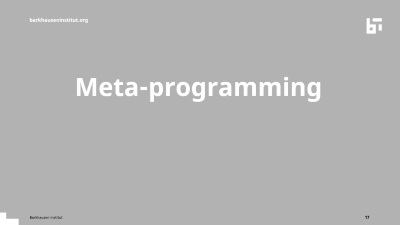 barkhauseninstitut.org
Meta-programming
Barkhausen Institut
17